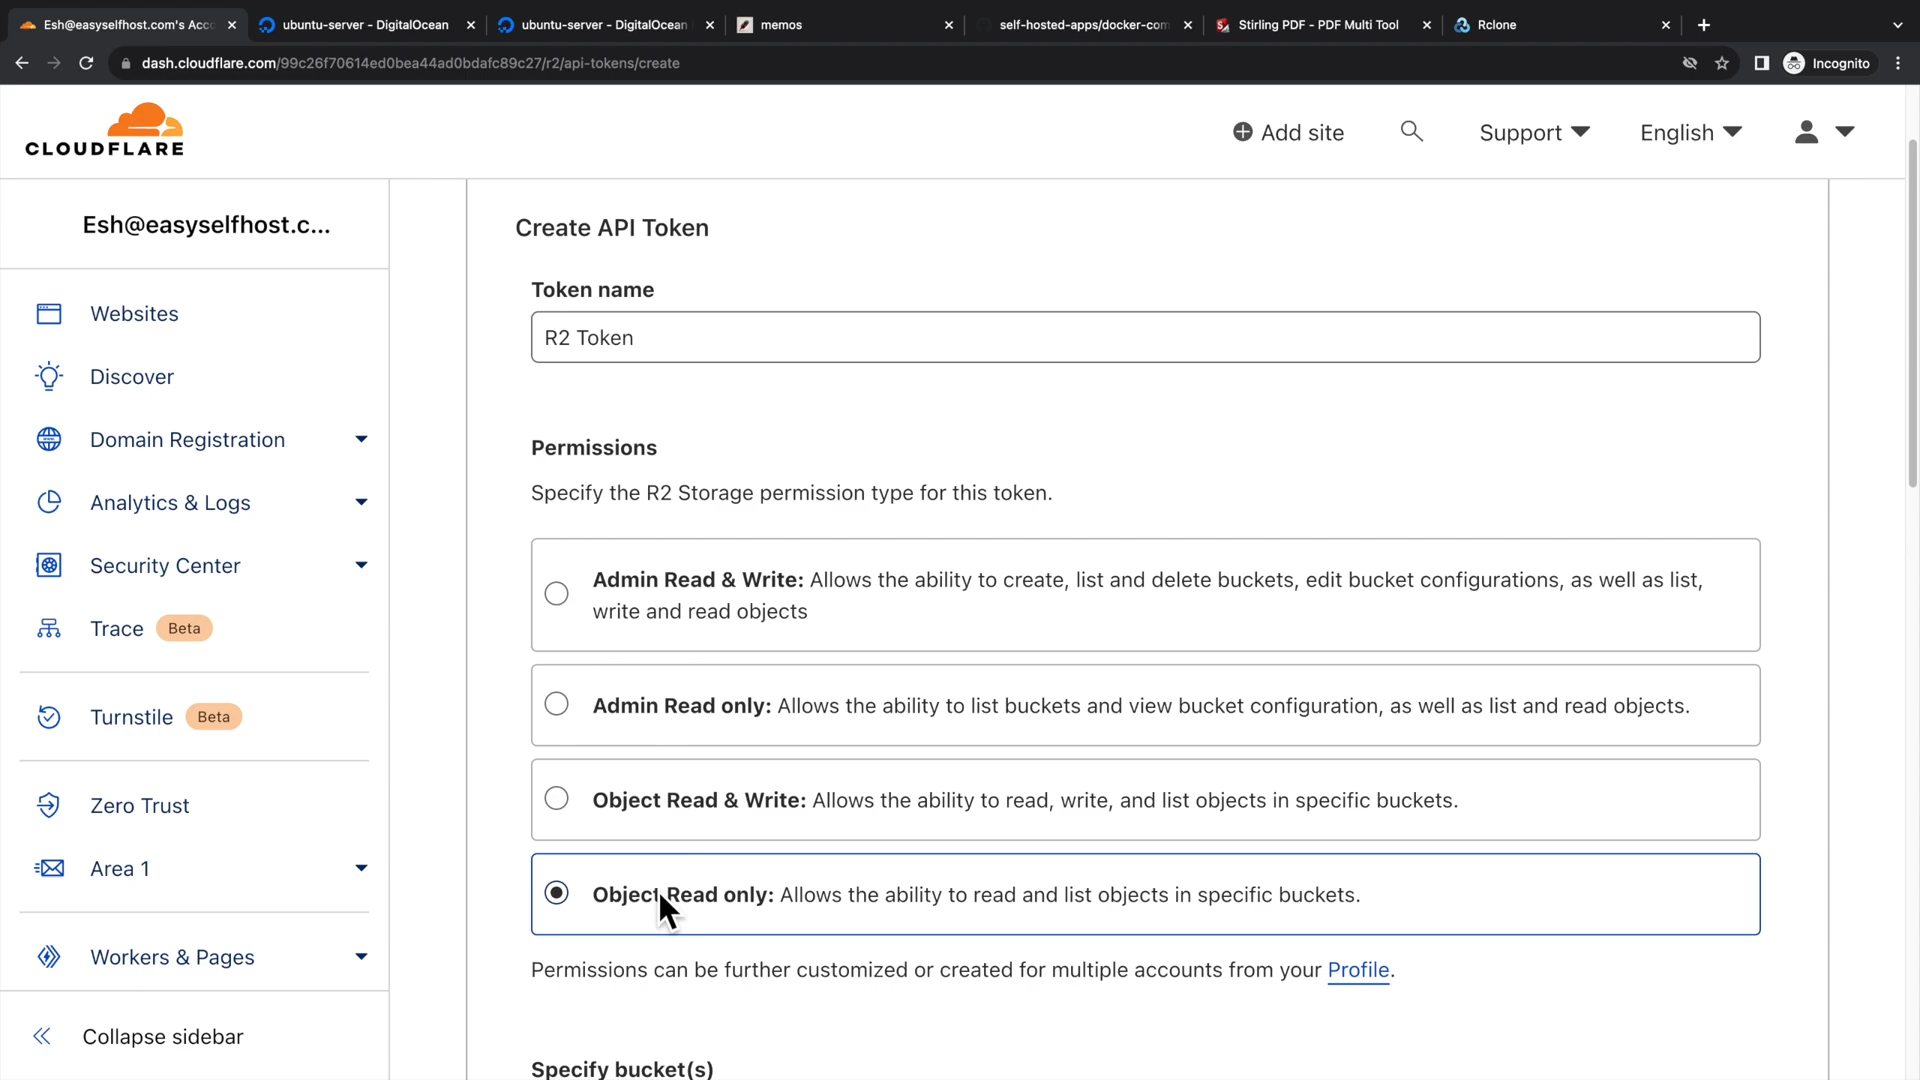 Esh@easyselfhost.com's Acco
ubuntu-server - DigitalOcean
ubuntu-server - DigitalOcean
memos
self-hosted-apps/docker-com
Stirling PDF - PDF Multi Tool
Rclone
dash.cloudflare.com/99c26f70614ed0bea44ad0bdafc89c27/r2/api-tokens/create
Incognito
CLOUDFLARE
Add site
Support
English
Esh@easyselfhost.c...
Websites
Discover
Domain Registration
Analytics & Logs
Security Center
Trace Beta
Turnstile Beta
Zero Trust
Area 1
Workers & Pages
Collapse sidebar
Create API Token
Token name
R2 Token
Permissions
Specify the R2 Storage permission type for this token.
Admin Read & Write: Allows the ability to create, list and delete buckets, edit bucket configurations, as well as list,
write and read objects
Admin Read only: Allows the ability to list buckets and view bucket configuration, as well as list and read objects.
Object Read & Write: Allows the ability to read, write, and list objects in specific buckets.
Object Read only: Allows the ability to read and list objects in specific buckets.
Permissions can be further customized or created for multiple accounts from your Profile.
Specify bucket(s)